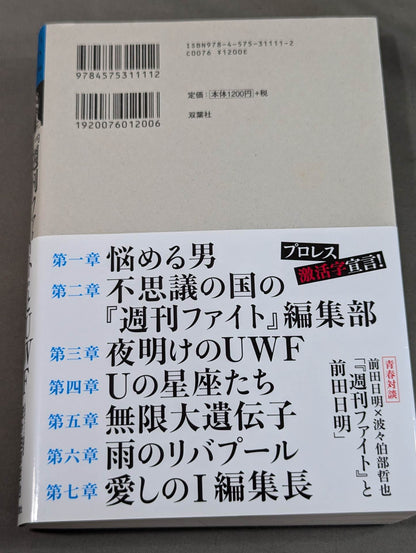 ISBN978-4-575-31111-2
C0076 ¥1200E
9784575311112
定価：本体1200円+税
1920076012006
双葉社
プロレス
激活字宣言!
第一章 悩める男
第二章 不思議の国の
『週刊ファイト』編集部
第三章 夜明けのUWF
第四章 Uの星座たち
第五章 無限大遺伝子
第六章 雨のリバプール
第七章 愛しのI編集長
青春対談
前田日明×波々伯部哲也
「『週刊ファイト』と
前田日明」